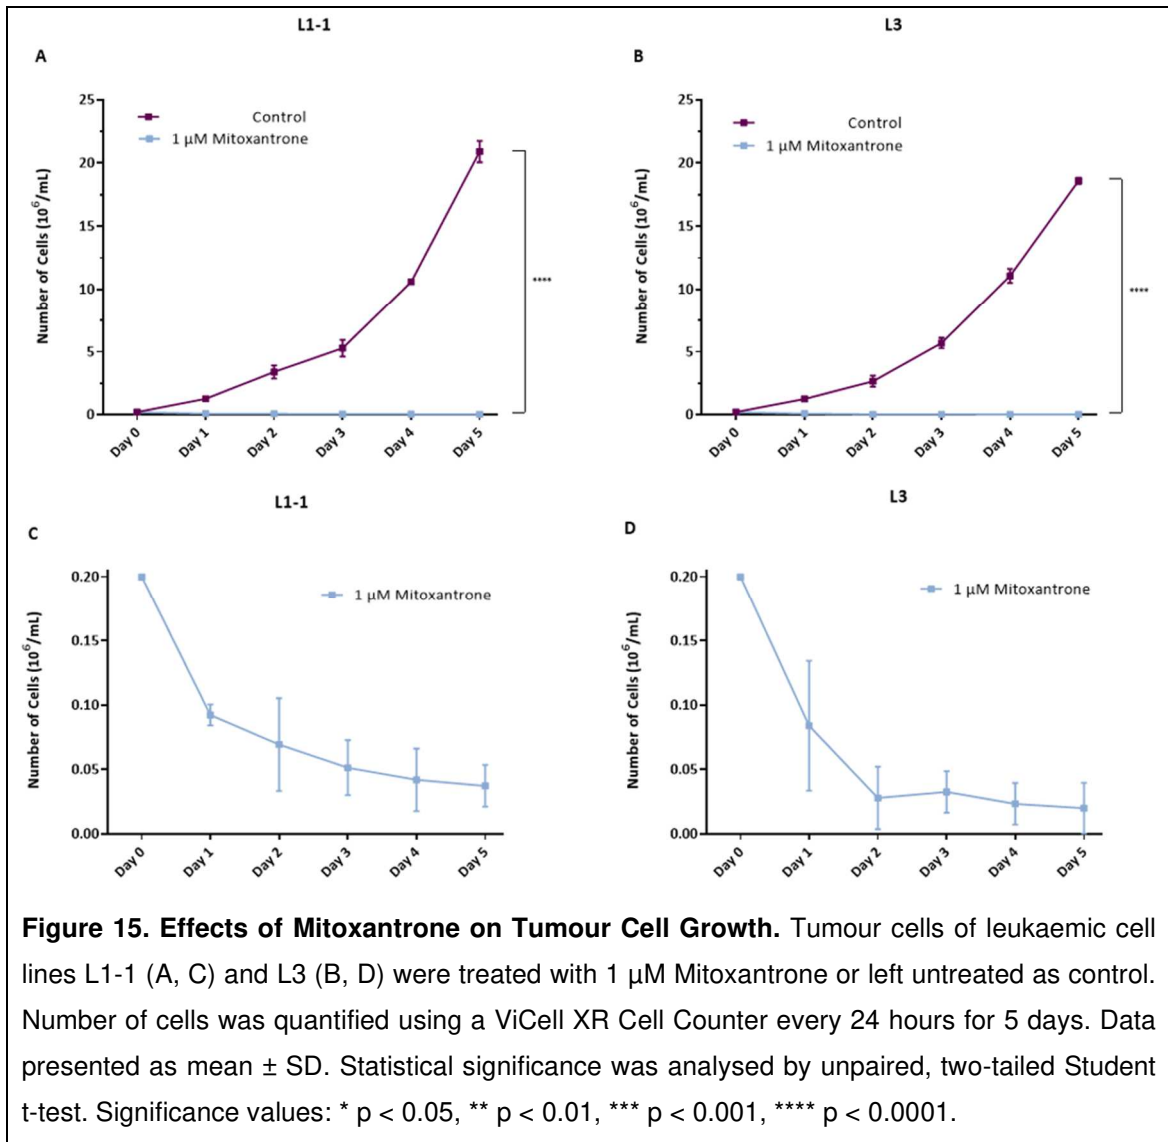 L1-1
L3
A
B
25
20
15
10
5
0
Number of Cells (10⁶/mL)
Control
1 µM Mitoxantrone
****
Day 0
Day 1
Day 2
Day 3
Day 4
Day 5
25
20
15
10
5
0
Number of Cells (10⁶/mL)
Control
1 µM Mitoxantrone
****
Day 0
Day 1
Day 2
Day 3
Day 4
Day 5
L1-1
L3
C
D
0.20
0.15
0.10
0.05
0.00
Number of Cells (10⁶/mL)
1 µM Mitoxantrone
Day 0
Day 1
Day 2
Day 3
Day 4
Day 5
0.20
0.15
0.10
0.05
0.00
Number of Cells (10⁶/mL)
1 µM Mitoxantrone
Day 0
Day 1
Day 2
Day 3
Day 4
Day 5
Figure 15. Effects of Mitoxantrone on Tumour Cell Growth. Tumour cells of leukaemic cell
lines L1-1 (A, C) and L3 (B, D) were treated with 1 µM Mitoxantrone or left untreated as control.
Number of cells was quantified using a ViCell XR Cell Counter every 24 hours for 5 days. Data
presented as mean ± SD. Statistical significance was analysed by unpaired, two-tailed Student
t-test. Significance values: * p < 0.05, ** p < 0.01, *** p < 0.001, **** p < 0.0001.